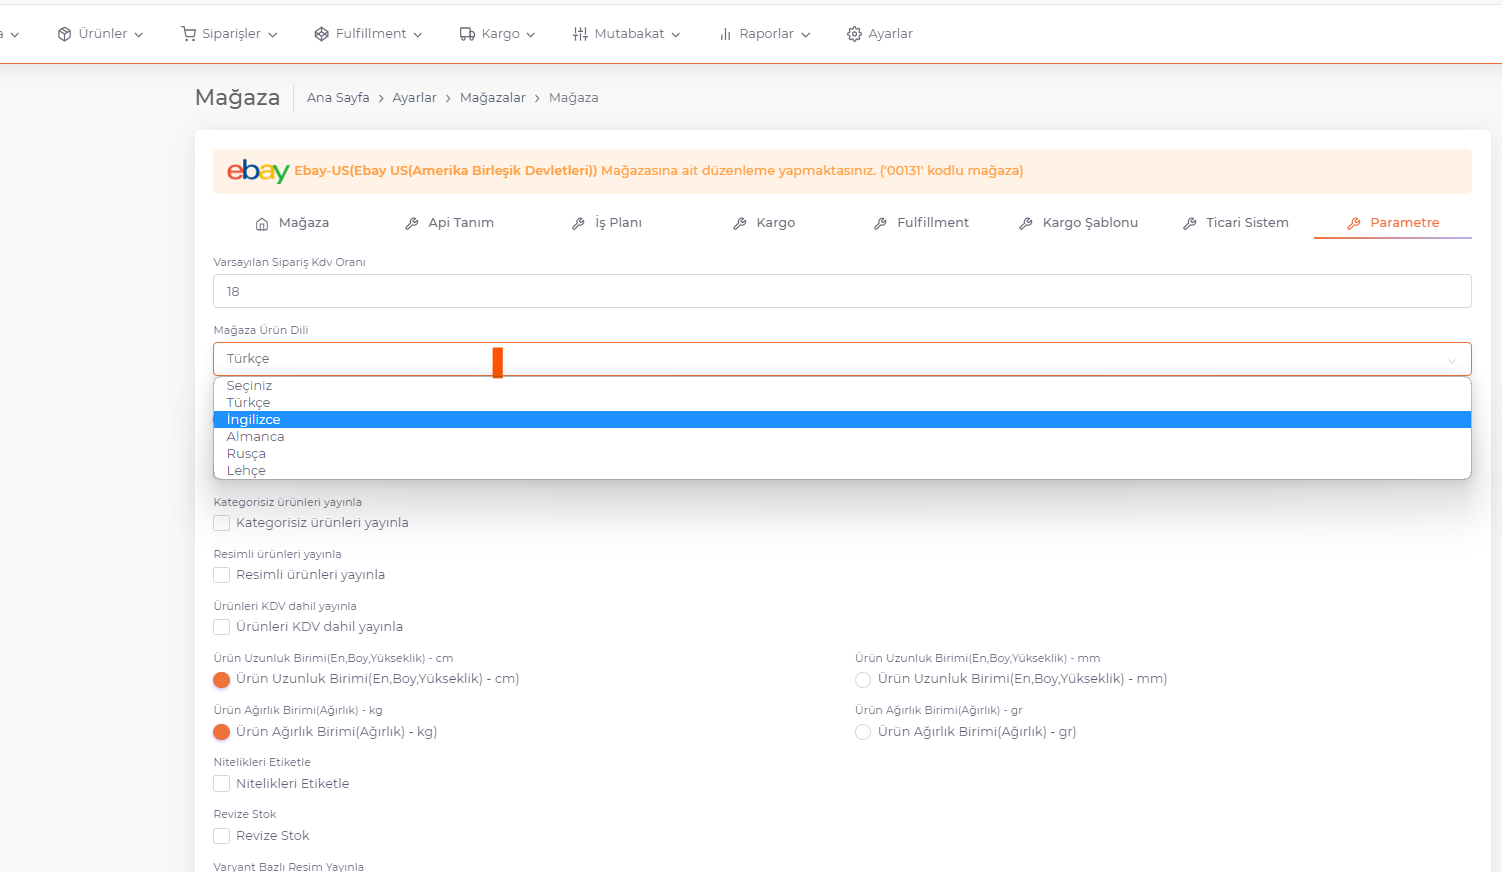 Ürünler
Siparişler
Fulfillment
Kargo
Mutabakat
Raporlar
Ayarlar
Mağaza
Ana Sayfa > Ayarlar > Mağazalar > Mağaza
ebay Ebay-US(Ebay US(Amerika Birleşik Devletleri)) Mağazasına ait düzenleme yapmaktasınız. ('00131' kodlu mağaza)
Mağaza
Api Tanım
İş Planı
Kargo
Fulfillment
Kargo Şablonu
Ticari Sistem
Parametre
Varsayılan Sipariş Kdv Oranı
18
Mağaza Ürün Dili
Türkçe
Seçiniz
Türkçe
İngilizce
Almanca
Rusça
Lehçe
Kategorisiz ürünleri yayınla
Kategorisiz ürünleri yayınla
Resimli ürünleri yayınla
Resimli ürünleri yayınla
Ürünleri KDV dahil yayınla
Ürünleri KDV dahil yayınla
Ürün Uzunluk Birimi(En,Boy,Yükseklik) - cm
Ürün Uzunluk Birimi(En,Boy,Yükseklik) - cm)
Ürün Uzunluk Birimi(En,Boy,Yükseklik) - mm
Ürün Uzunluk Birimi(En,Boy,Yükseklik) - mm)
Ürün Ağırlık Birimi(Ağırlık) - kg
Ürün Ağırlık Birimi(Ağırlık) - kg)
Ürün Ağırlık Birimi(Ağırlık) - gr
Ürün Ağırlık Birimi(Ağırlık) - gr)
Nitelikleri Etiketle
Nitelikleri Etiketle
Revize Stok
Revize Stok
Varyant Bazlı Resim Yayınla